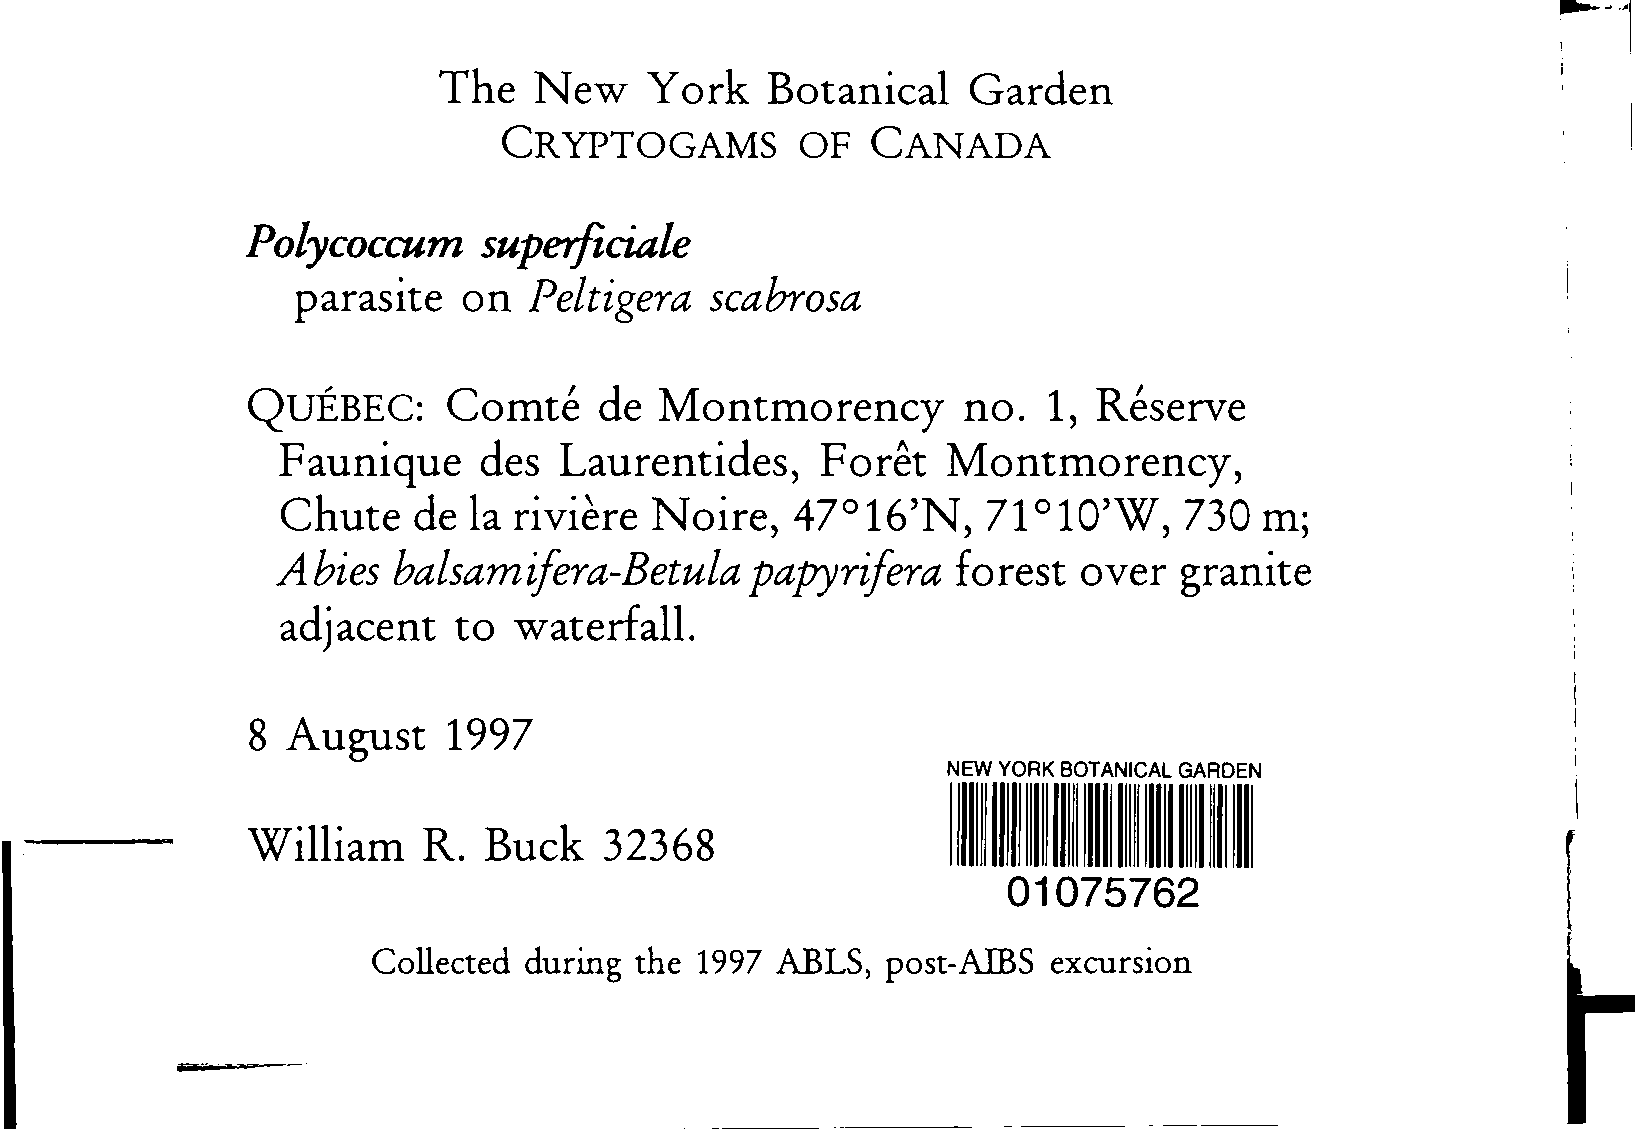 The New York Botanical Garden
CRYPTOGAMS OF CANADA
Polycoccum superficiale
parasite on Peltigera scabrosa
QUÉBEC: Comté de Montmorency no. 1, Réserve
Faunique des Laurentides, Forêt Montmorency,
Chute de la rivière Noire, 47°16’N, 71°10’W, 730 m;
Abies balsamifera-Betula papyrifera forest over granite
adjacent to waterfall.
8 August 1997
NEW YORK BOTANICAL GARDEN
William R. Buck 32368
01075762
Collected during the 1997 ABLS, post-AIBS excursion